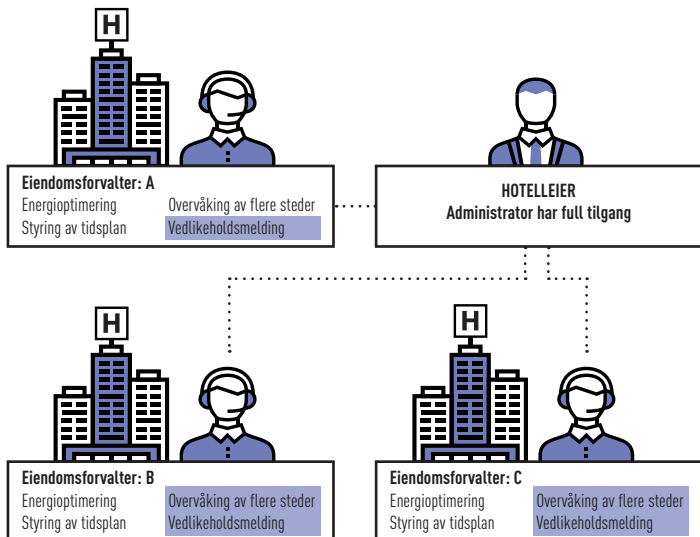 H
Eiendomsforvalter: A
Energioptimering Overvåking av flere steder
Styring av tidsplan Vedlikeholdsmelding
HOTELLEIER
Administrator har full tilgang
H
Eiendomsforvalter: B
Energioptimering Overvåking av flere steder
Styring av tidsplan Vedlikeholdsmelding
H
Eiendomsforvalter: C
Energioptimering Overvåking av flere steder
Styring av tidsplan Vedlikeholdsmelding